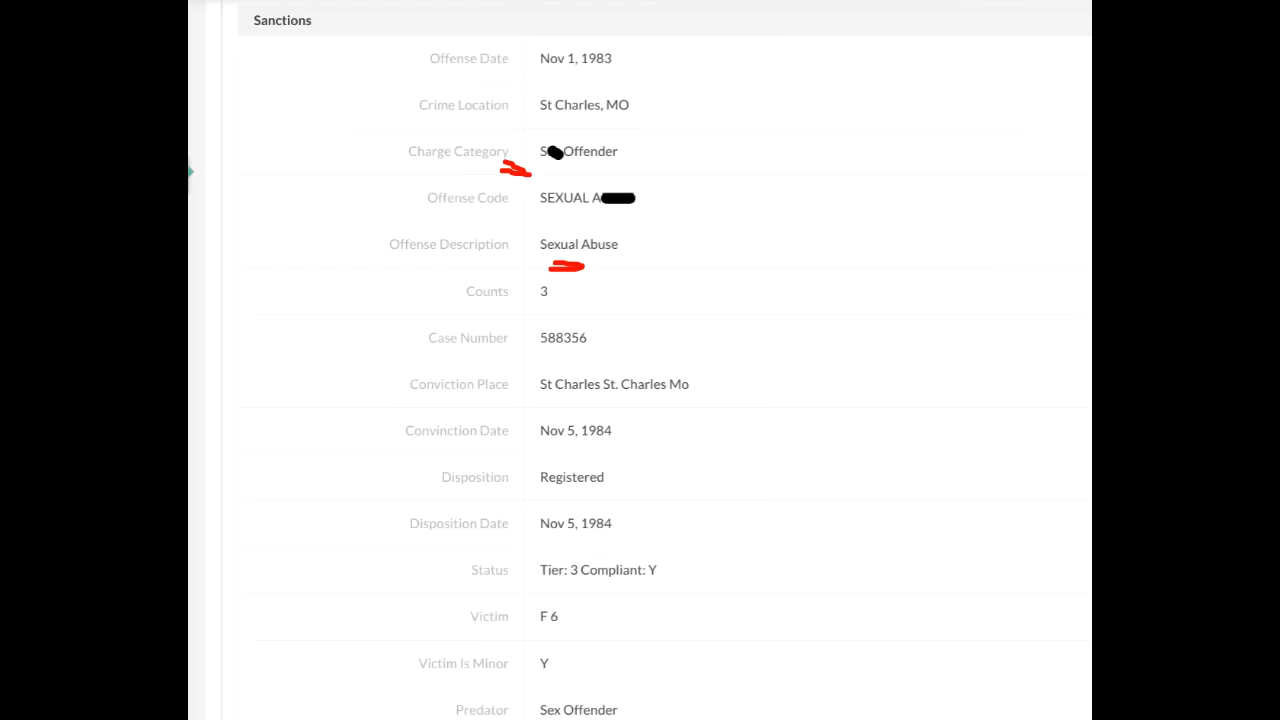 Sanctions
Offense Date Nov 1, 1983
Crime Location St Charles, MO
Charge Category S Offender
Offense Code SEXUAL A
Offense Description Sexual Abuse
Counts 3
Case Number 588356
Conviction Place St Charles St. Charles Mo
Convinction Date Nov 5, 1984
Disposition Registered
Disposition Date Nov 5, 1984
Status Tier: 3 Compliant: Y
Victim F 6
Victim Is Minor Y
Predator Sex Offender